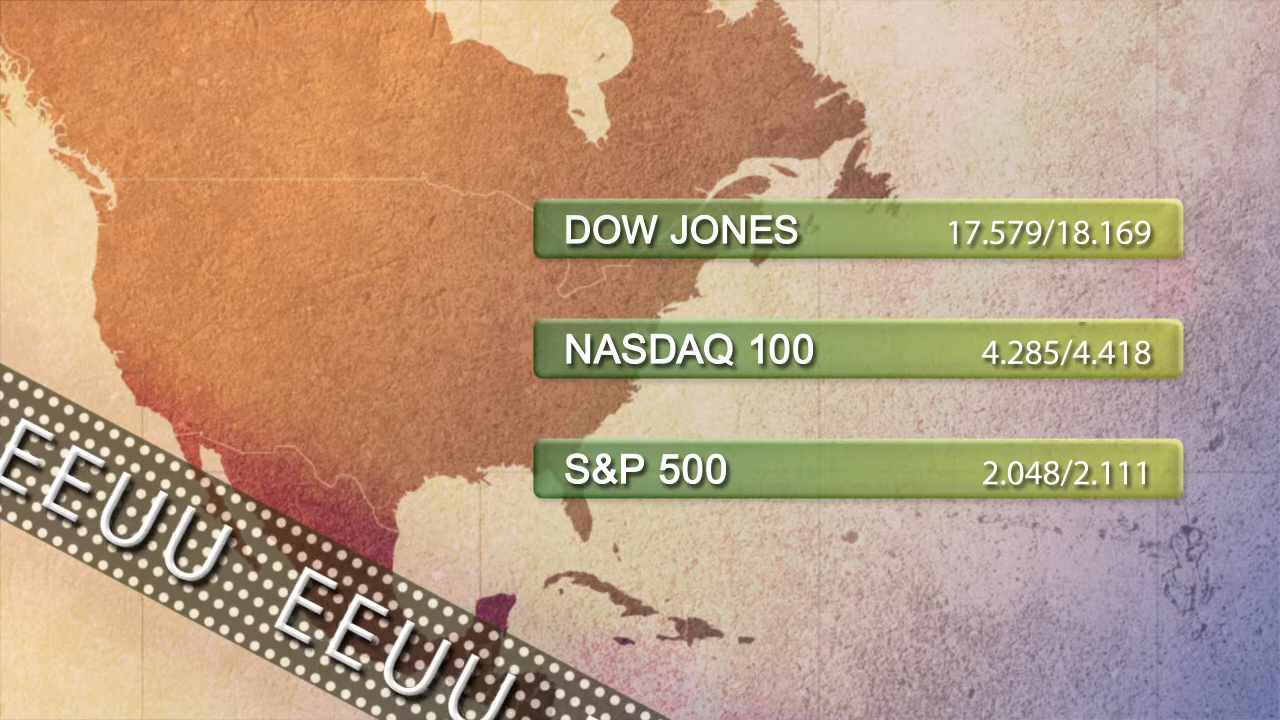 DOW JONES 17.579/18.169
NASDAQ 100 4.285/4.418
S&P 500 2.048/2.111
EEUU EEUU